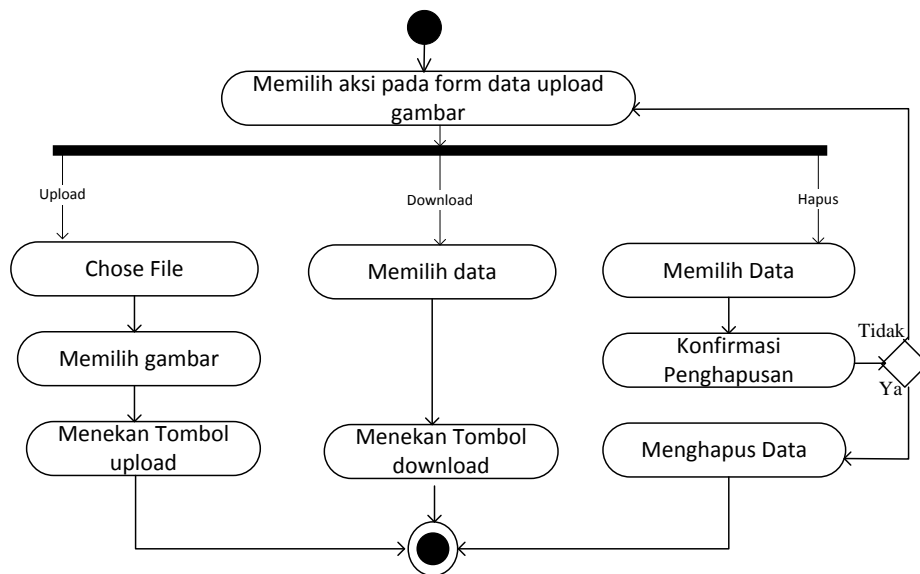 Memilih aksi pada form data upload
gambar
Upload
Download
Hapus
Chose File
Memilih data
Memilih Data
Tidak
Memilih gambar
Konfirmasi
Penghapusan
Ya
Menekan Tombol
upload
Menekan Tombol
download
Menghapus Data